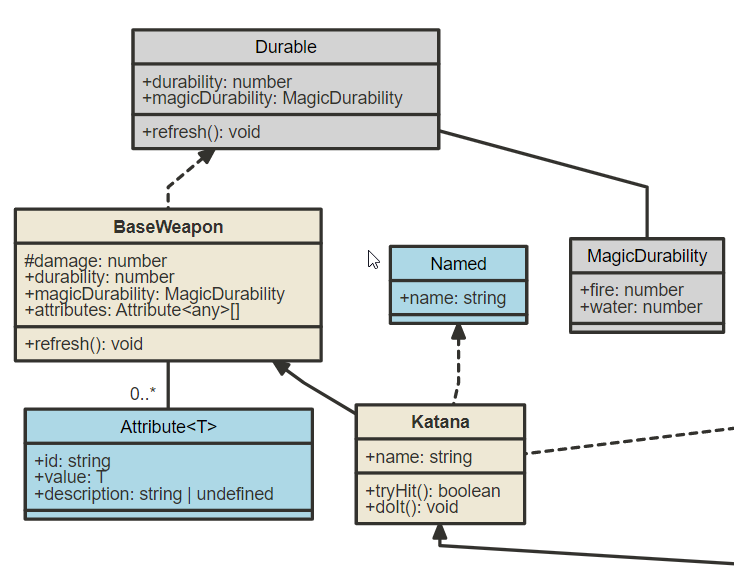 Durable
+durability: number
+magicDurability: MagicDurability
+refresh(): void
BaseWeapon
#damage: number
+durability: number
+magicDurability: MagicDurability
+attributes: Attribute<any>[]
+refresh(): void
Named
+name: string
MagicDurability
+fire: number
+water: number
0..*
Attribute<T>
+id: string
+value: T
+description: string | undefined
Katana
+name: string
+tryHit(): boolean
+doIt(): void